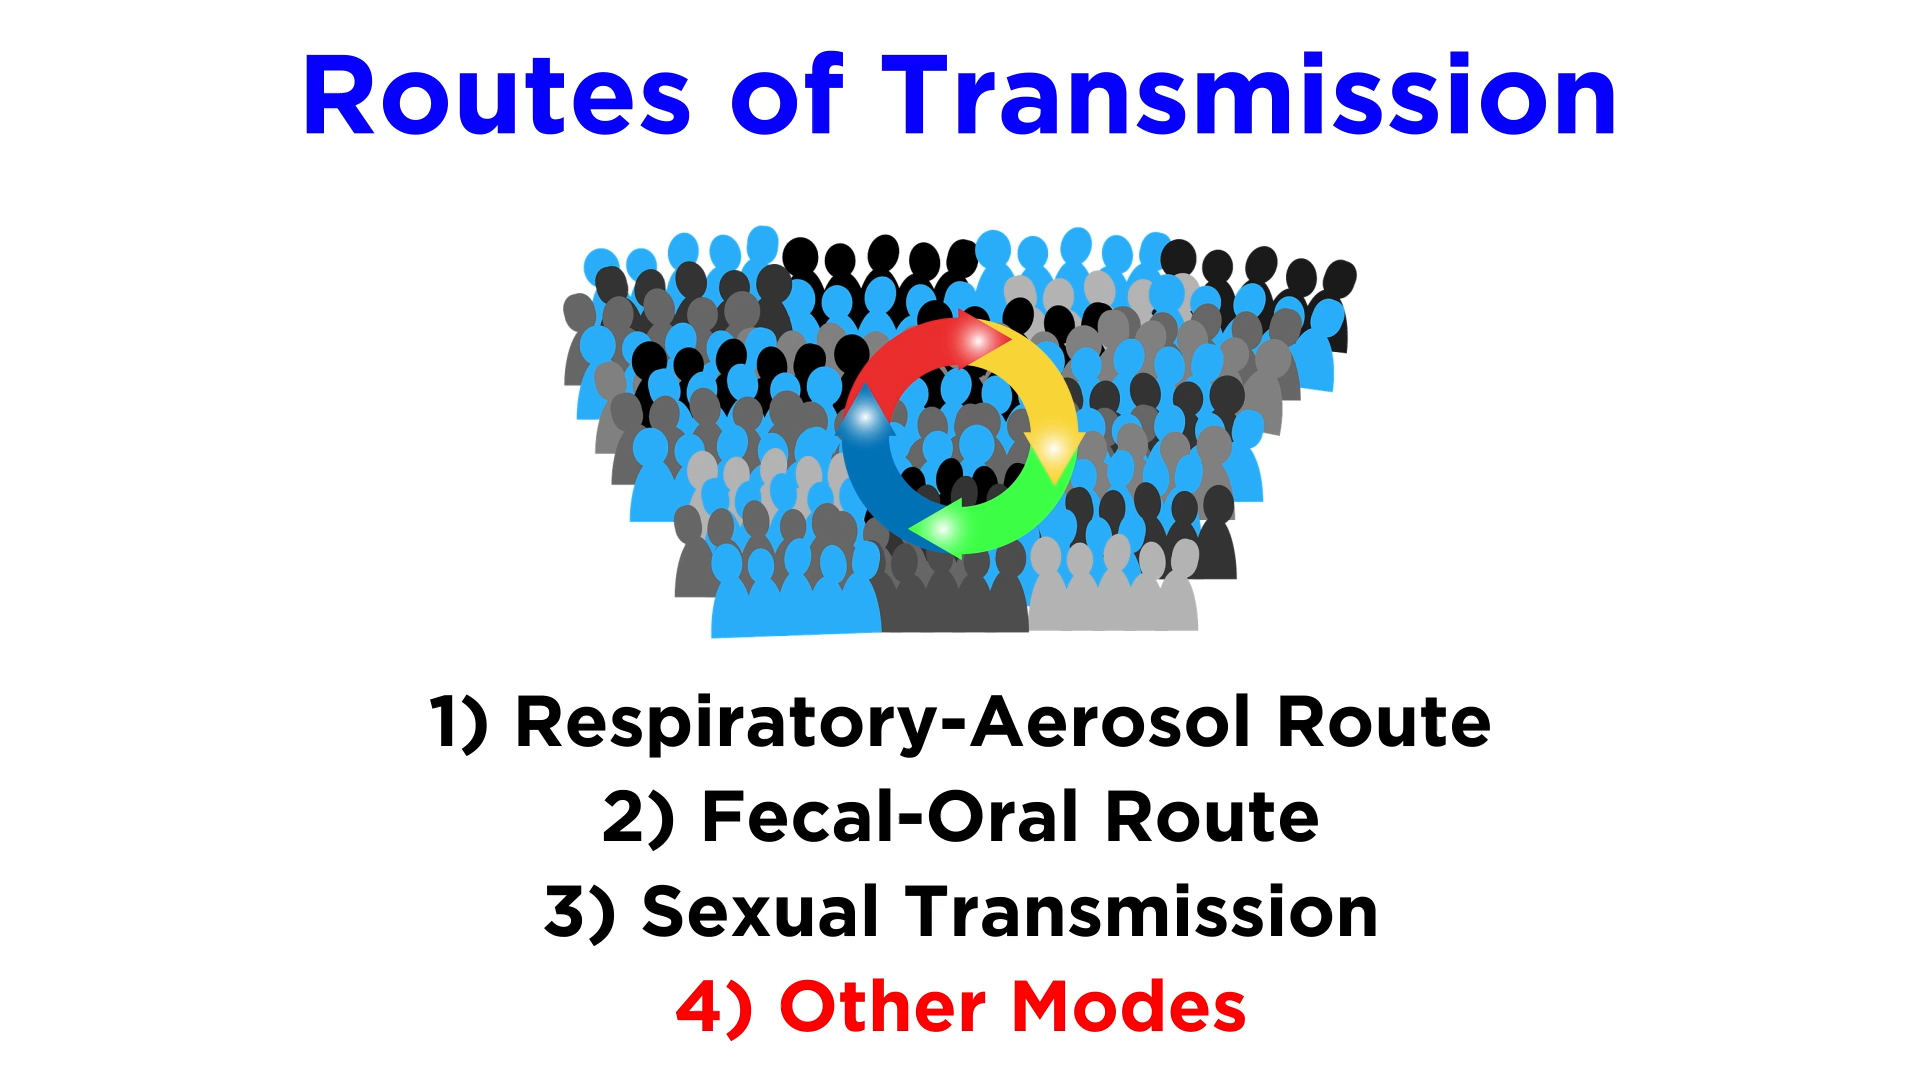 Routes of Transmission
1) Respiratory-Aerosol Route
2) Fecal-Oral Route
3) Sexual Transmission
4) Other Modes